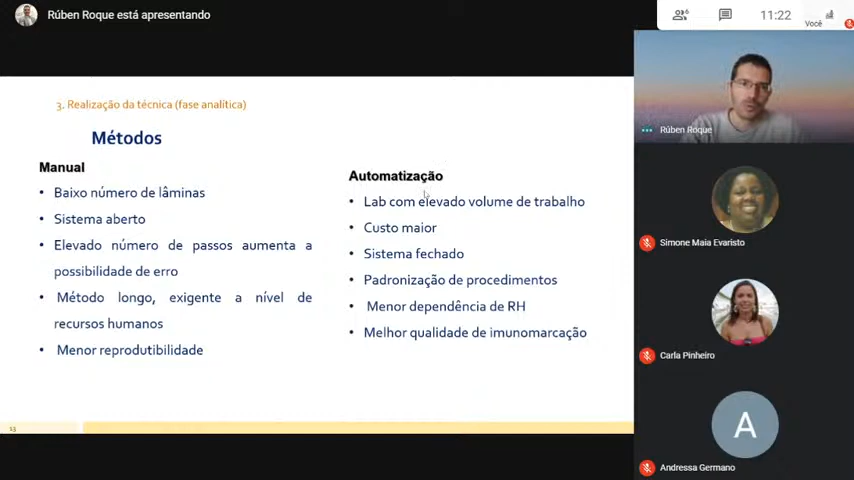 Rúben Roque está apresentando
6
11:22
Você
3. Realização da técnica (fase analítica)
Métodos
Manual
• Baixo número de lâminas
• Sistema aberto
• Elevado número de passos aumenta a
possibilidade de erro
• Método longo, exigente a nível de
recursos humanos
• Menor reprodutibilidade
Automatização
• Lab com elevado volume de trabalho
• Custo maior
• Sistema fechado
• Padronização de procedimentos
• Menor dependência de RH
• Melhor qualidade de imunomarcação
13
Rúben Roque
Simone Maia Evaristo
Carla Pinheiro
A
Andressa Germano